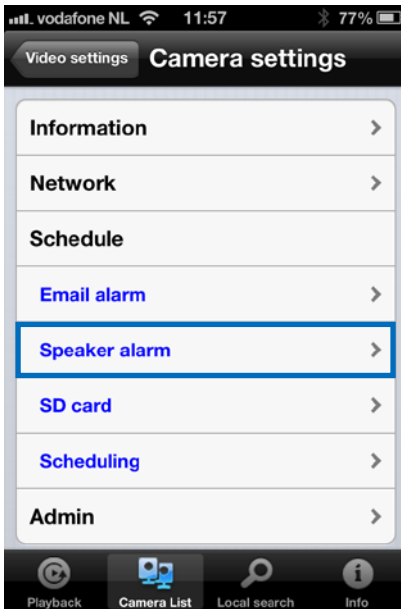 vodafone NL 11:57 77%
Video settings Camera settings
Information
Network
Schedule
Email alarm
Speaker alarm
SD card
Scheduling
Admin
Playback Camera List Local search Info